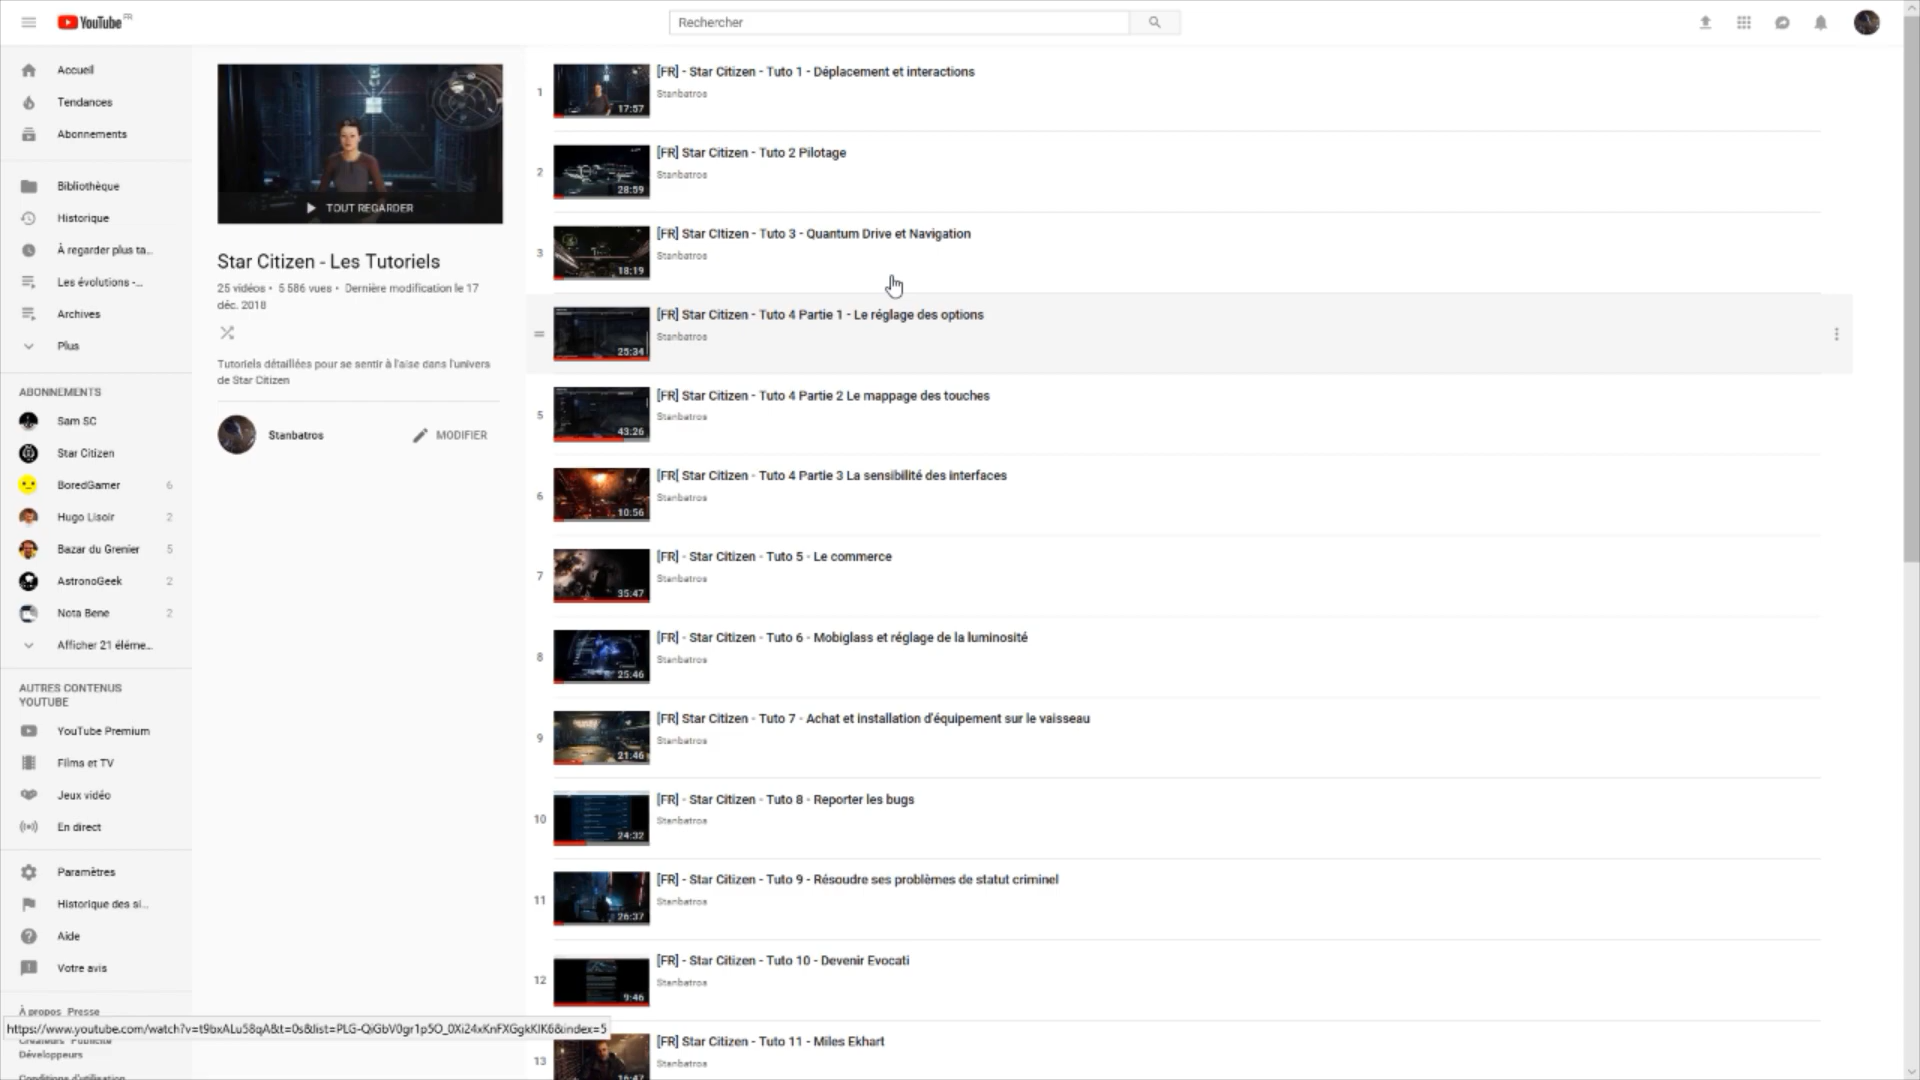 YouTube FR
Rechercher
Accueil
Tendances
Abonnements
Bibliothèque
Historique
À regarder plus ta...
Les évolutions -...
Archives
Plus
ABONNEMENTS
Sam SC
Star Citizen
BoredGamer 6
Hugo Lisoir 2
Bazar du Grenier 5
AstronoGeek 2
Nota Bene 2
Afficher 21 éléme...
AUTRES CONTENUS
YOUTUBE
YouTube Premium
Films et TV
Jeux vidéo
En direct
Paramètres
Historique des si...
Aide
Votre avis
À propos Presse
https://www.youtube.com/watch?v=t9bxALu58qA&t=0s&list=PLG-QiGbV0gr1p5O_0Xi24xKnFXGgkKIK6&index=5
Créateurs Publicité
Développeurs
Conditions d'utilisation
TOUT REGARDER
Star Citizen - Les Tutoriels
25 vidéos • 5 586 vues • Dernière modification le 17
déc. 2018
Tutoriels détaillées pour se sentir à l'aise dans l'univers
de Star Citizen
Stanbatros
MODIFIER
1
17:57
[FR] - Star Citizen - Tuto 1 - Déplacement et interactions
Stanbatros
2
28:59
[FR] Star Citizen - Tuto 2 Pilotage
Stanbatros
3
18:19
[FR] Star Citizen - Tuto 3 - Quantum Drive et Navigation
Stanbatros
25:34
[FR] Star Citizen - Tuto 4 Partie 1 - Le réglage des options
Stanbatros
5
43:26
[FR] Star Citizen - Tuto 4 Partie 2 Le mappage des touches
Stanbatros
6
10:56
[FR[ Star Citizen - Tuto 4 Partie 3 La sensibilité des interfaces
Stanbatros
7
35:47
[FR] - Star Citizen - Tuto 5 - Le commerce
Stanbatros
8
25:46
[FR] - Star Citizen - Tuto 6 - Mobiglass et réglage de la luminosité
Stanbatros
9
21:46
[FR] Star Citizen - Tuto 7 - Achat et installation d'équipement sur le vaisseau
Stanbatros
10
24:32
[FR] - Star Citizen - Tuto 8 - Reporter les bugs
Stanbatros
11
26:37
[FR] - Star Citizen - Tuto 9 - Résoudre ses problèmes de statut criminel
Stanbatros
12
9:46
[FR] - Star Citizen - Tuto 10 - Devenir Evocati
Stanbatros
13
16:47
[FR] Star Citizen - Tuto 11 - Miles Ekhart
Stanbatros